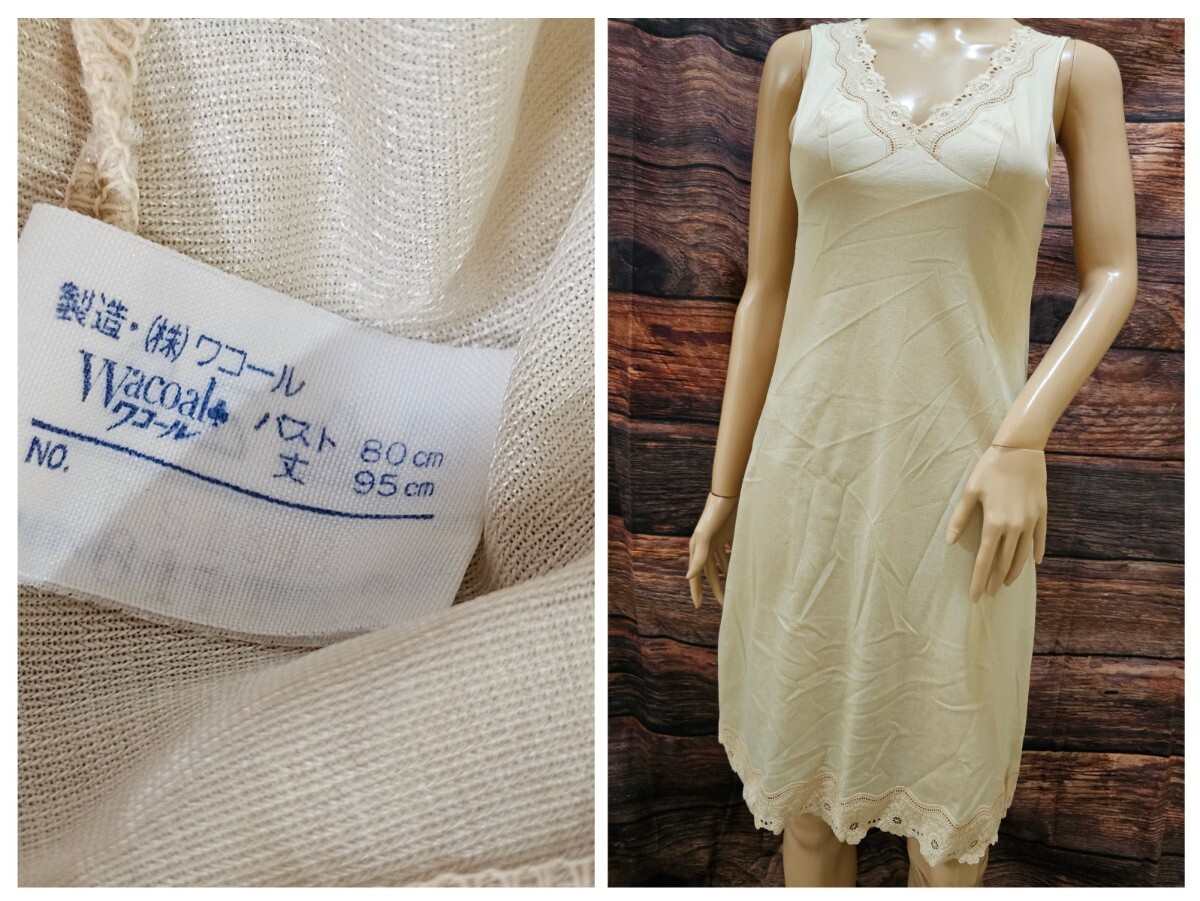 製造・(株)ワコール
Wacoal
ワコール
バスト 80cm
丈 95cm
NO.